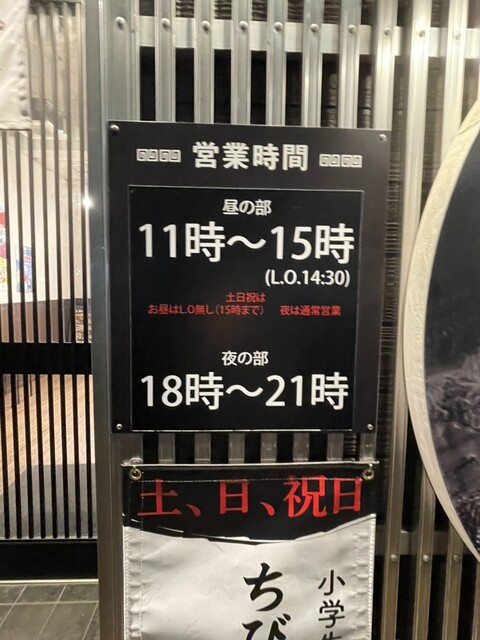 営業時間
昼の部
11時～15時
(L.O.14:30)
土日祝は
お昼はL.O無し(15時まで)　夜は通常営業
夜の部
18時～21時
土、日、祝日
小学生
ちび